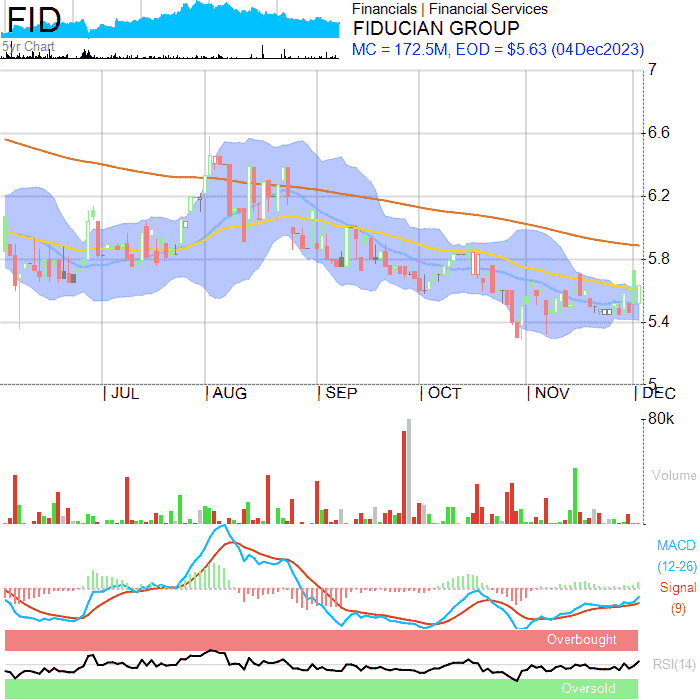 FID
5yr Chart
Financials | Financial Services
FIDUCIAN GROUP
MC = 172.5M, EOD = $5.63 (04Dec2023)
7
6.6
6.2
5.8
5.4
5
JUL AUG SEP OCT NOV DEC
80k
Volume
MACD
(12-26)
Signal
(9)
Overbought
RSI(14)
Oversold